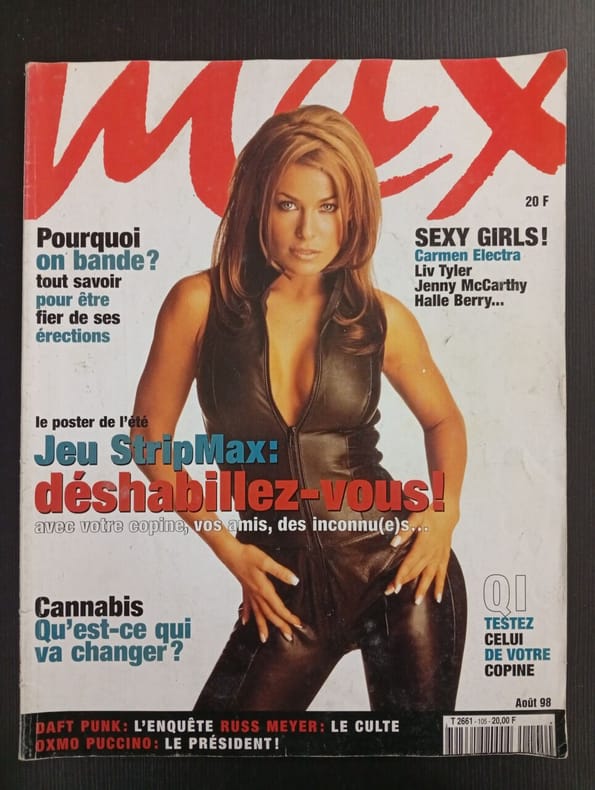 max
20 F
Pourquoi
on bande?
tout savoir
pour être
fier de ses
érections
SEXY GIRLS!
Carmen Electra
Liv Tyler
Jenny McCarthy
Halle Berry...
le poster de l'été
Jeu StripMax:
déshabillez-vous!
avec votre copine, vos amis, des inconnu(e)s...
Cannabis
Qu'est-ce qui
va changer?
QI
TESTEZ
CELUI
DE VOTRE
COPINE
Août 98
DAFT PUNK: L'ENQUÊTE RUSS MEYER: LE CULTE
OXMO PUCCINO: LE PRÉSIDENT!
T 2661 - 105 - 20,00 F